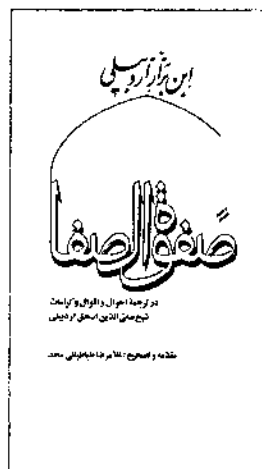 ابن بزاز اردبیلی
صفوة الصفا
در ترجمهٔ احوال و اقوال و کرامات
شیخ صفی الدین اسحق اردبیلی
مقدمه و تصحیح: غلامرضا طباطبائی مجد